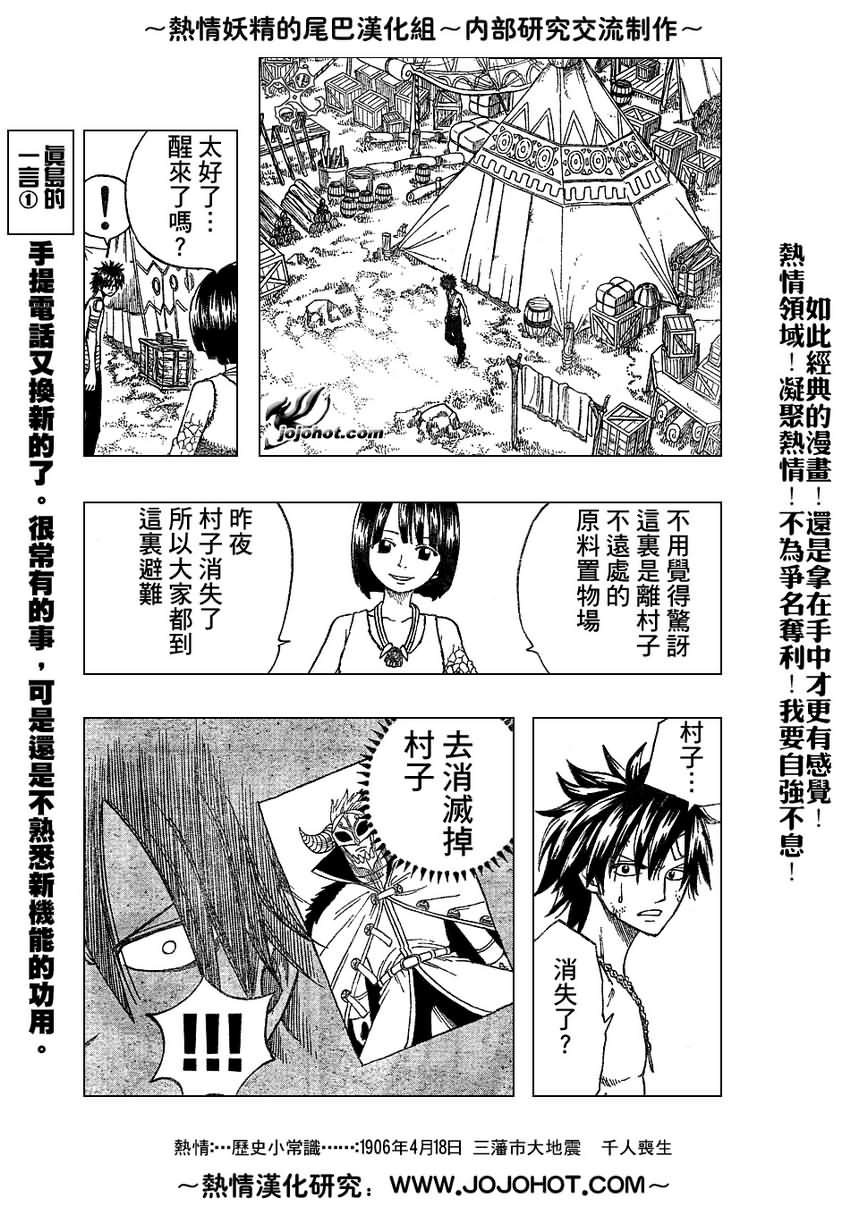 ～熱情妖精的尾巴漢化組～内部研究交流制作～
如此經典的漫畫！還是拿在手中才更有感覺！
熱情領域！凝聚熱情！不為爭名奪利！我要自強不息！
jojohot.com
太好了…
醒來了嗎？
！
眞島的
一言①
手提電話又換新的了。很常有的事，可是還是不熟悉新機能的功用。
不用覺得驚訝
這裏是離村子
不遠處的
原料置物場
昨夜
村子消失了
所以大家都到
這裏避難
村子…
消失了？
去消滅掉
村子
!!!
熱情:…歷史小常識……:1906年4月18日 三藩市大地震 千人喪生
～熱情漢化研究：WWW.JOJOHOT.COM～